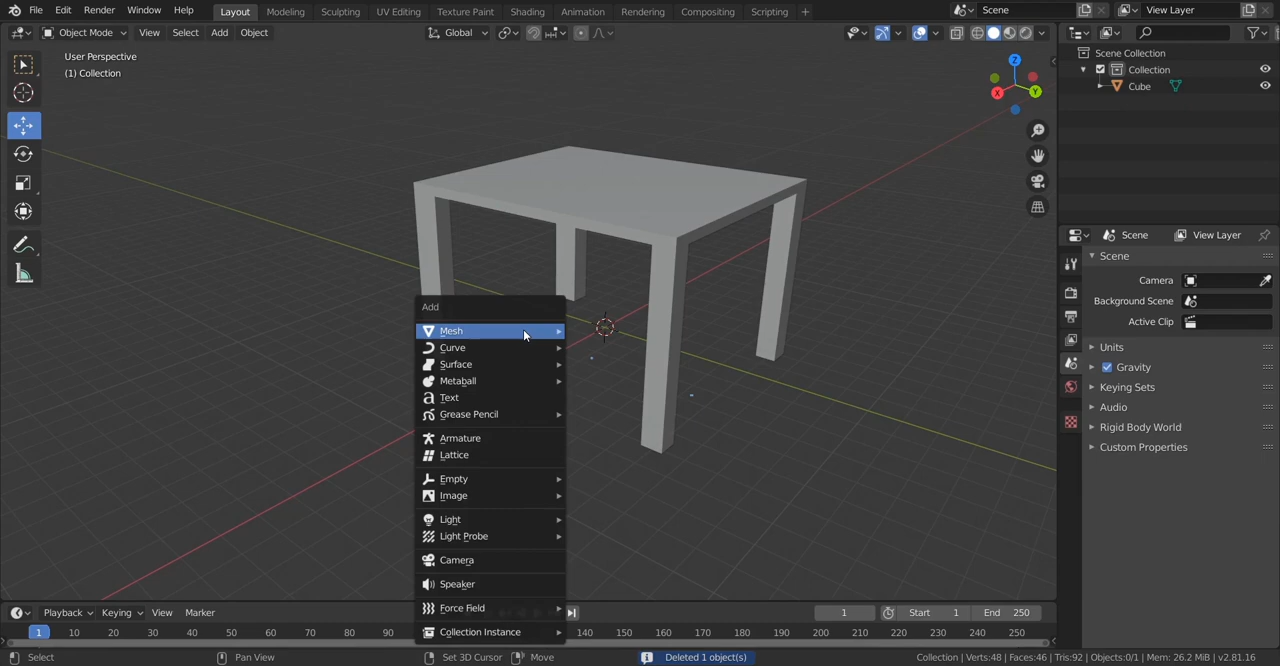 File Edit Render Window Help Layout Modeling Sculpting UV Editing Texture Paint Shading Animation Rendering Compositing Scripting + Scene View Layer
Object Mode View Select Add Object Global
User Perspective
(1) Collection
Z
X
Y
Scene Collection
Collection
Cube
Scene View Layer
Scene
Camera
Background Scene
Active Clip
Units
Gravity
Keying Sets
Audio
Rigid Body World
Custom Properties
Add
Mesh
Curve
Surface
Metaball
Text
Grease Pencil
Armature
Lattice
Empty
Image
Light
Light Probe
Camera
Speaker
Force Field
Collection Instance
Playback Keying View Marker 1 Start 1 End 250
1 10 20 30 40 50 60 70 80 90 140 150 160 170 180 190 200 210 220 230 240 250
Select Pan View Set 3D Cursor Move Deleted 1 object(s) Collection | Verts:48 | Faces:46 | Tris:92 | Objects:0/1 | Mem: 26.2 MiB | v2.81.16